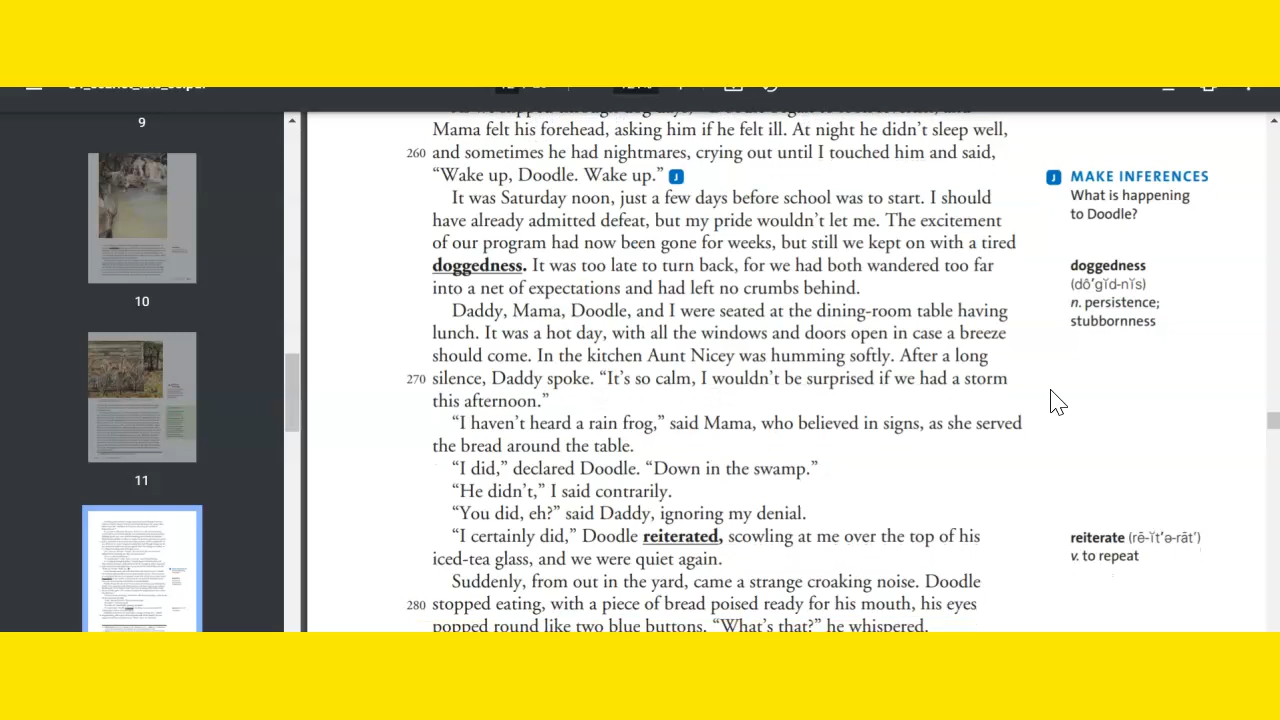 9
10
11
Mama felt his forehead, asking him if he felt ill. At night he didn't sleep well,
260 and sometimes he had nightmares, crying out until I touched him and said,
"Wake up, Doodle. Wake up." J
It was Saturday noon, just a few days before school was to start. I should
have already admitted defeat, but my pride wouldn't let me. The excitement
of our program had now been gone for weeks, but still we kept on with a tired
doggedness. It was too late to turn back, for we had both wandered too far
into a net of expectations and had left no crumbs behind.
Daddy, Mama, Doodle, and I were seated at the dining-room table having
lunch. It was a hot day, with all the windows and doors open in case a breeze
should come. In the kitchen Aunt Nicey was humming softly. After a long
270 silence, Daddy spoke. "It's so calm, I wouldn't be surprised if we had a storm
this afternoon."
"I haven't heard a rain frog," said Mama, who believed in signs, as she served
the bread around the table.
"I did," declared Doodle. "Down in the swamp."
"He didn't," I said contrarily.
"You did, eh?" said Daddy, ignoring my denial.
"I certainly did," Doodle reiterated, scowling at me over the top of his
iced-tea glass, and we were quiet again.
Suddenly, from out in the yard, came a strange croaking noise. Doodle
280 stopped eating, with a piece of bread poised ready for his mouth, his eyes
popped round like two blue buttons. "What's that?" he whispered.
J MAKE INFERENCES
What is happening
to Doodle?
doggedness
(dô′gĭd-nĭs)
n. persistence;
stubbornness
reiterate (rē-ĭt′ə-rāt′)
v. to repeat